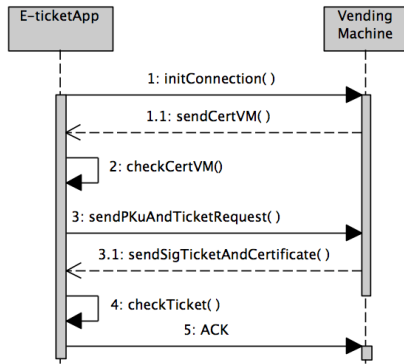 E-ticketApp
Vending
Machine
1: initConnection( )
1.1: sendCertVM( )
2: checkCertVM()
3: sendPKuAndTicketRequest( )
3.1: sendSigTicketAndCertificate( )
4: checkTicket( )
5: ACK